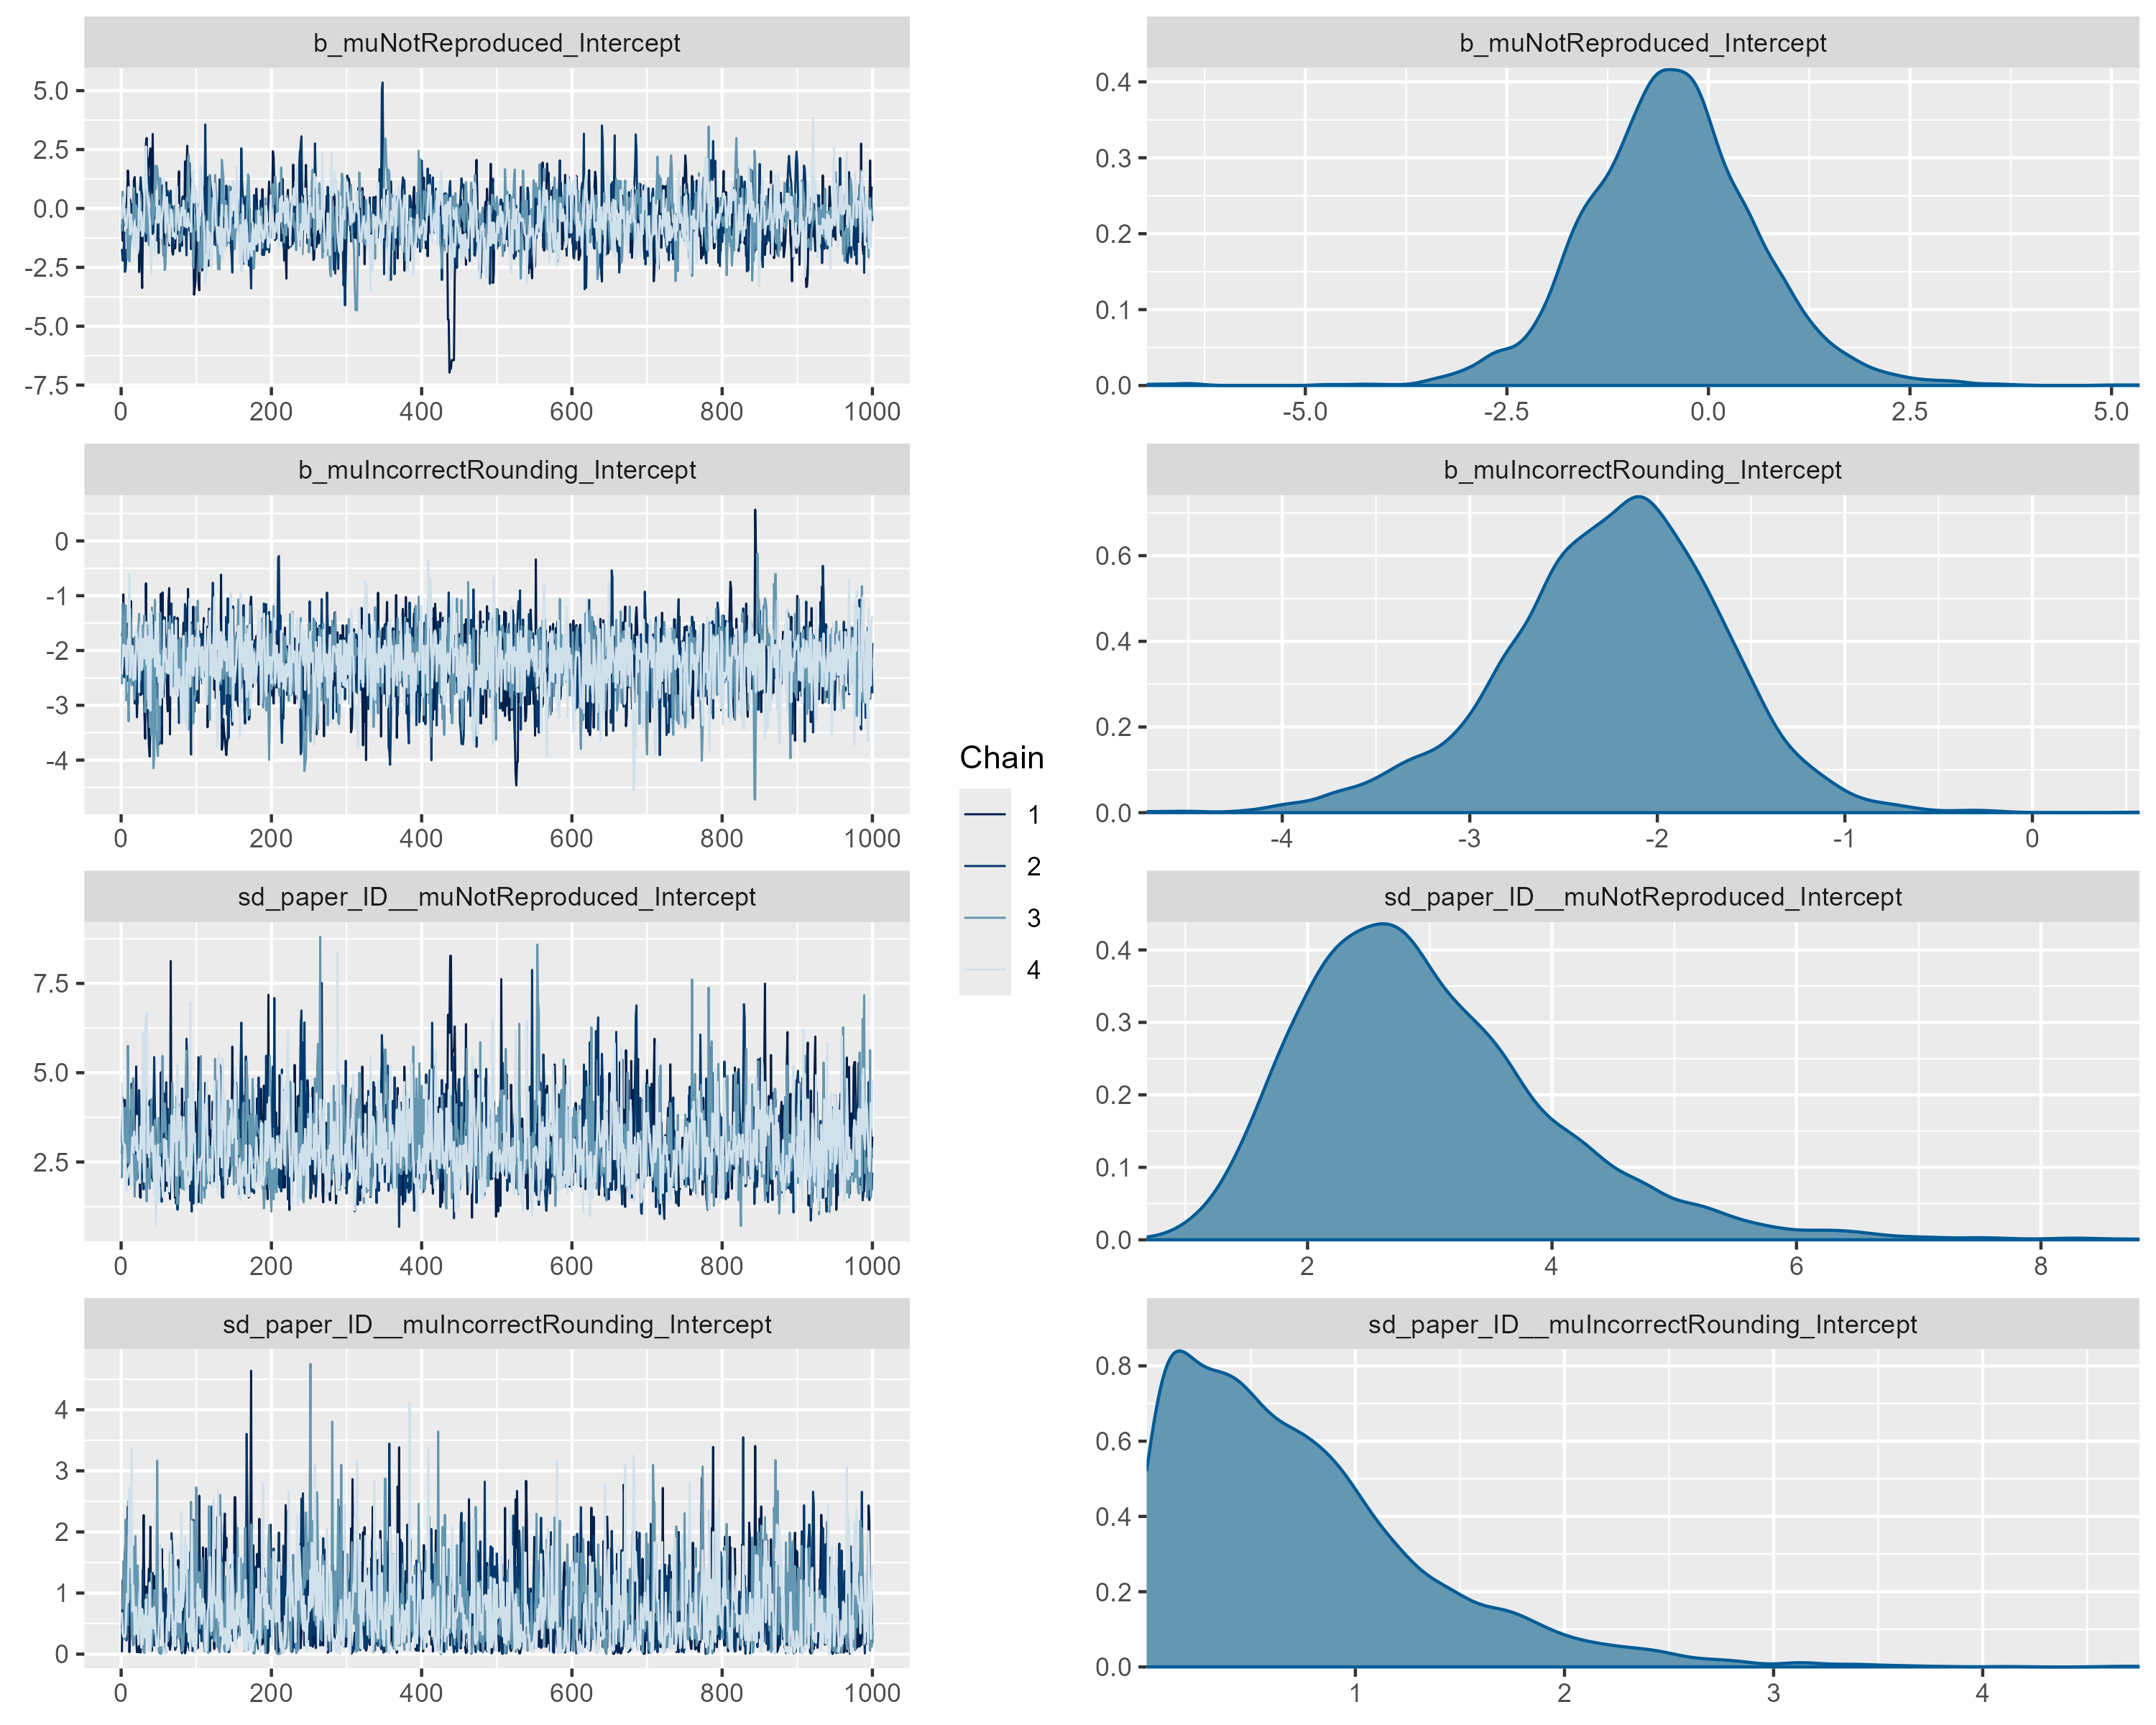 b_muNotReproduced_Intercept
5.0
2.5
0.0
-2.5
-5.0
-7.5
0 200 400 600 800 1000
b_muNotReproduced_Intercept
0.4
0.3
0.2
0.1
0.0
-5.0 -2.5 0.0 2.5 5.0
b_muIncorrectRounding_Intercept
0
-1
-2
-3
-4
0 200 400 600 800 1000
b_muIncorrectRounding_Intercept
0.6
0.4
0.2
0.0
-4 -3 -2 -1 0
Chain
1
2
3
4
sd_paper_ID__muNotReproduced_Intercept
7.5
5.0
2.5
0 200 400 600 800 1000
sd_paper_ID__muNotReproduced_Intercept
0.4
0.3
0.2
0.1
0.0
2 4 6 8
sd_paper_ID__muIncorrectRounding_Intercept
4
3
2
1
0
0 200 400 600 800 1000
sd_paper_ID__muIncorrectRounding_Intercept
0.8
0.6
0.4
0.2
0.0
1 2 3 4